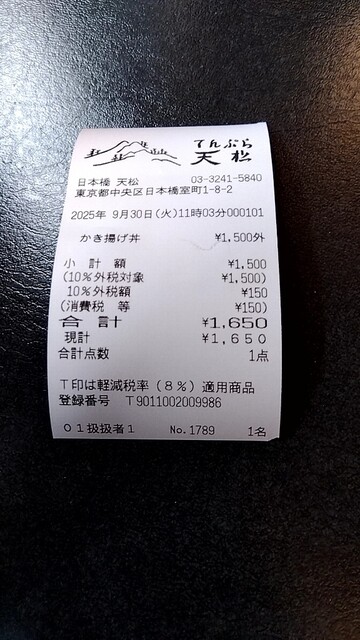 てんぷら
天松
日本橋 天松 03-3241-5840
東京都中央区日本橋室町1-8-2
2025年 9月30日(火)11時03分000101
かき揚げ丼 ¥1,500外
小 計 額 ¥1,500
(10%外税対象 ¥1,500)
10%外税額 ¥150
(消費税 等 ¥150)
合 計 ¥1,650
現計 ¥1,650
合計点数 1点
T印は軽減税率(8%)適用商品
登録番号 T9011002009986
01扱扱者1 No.1789 1名